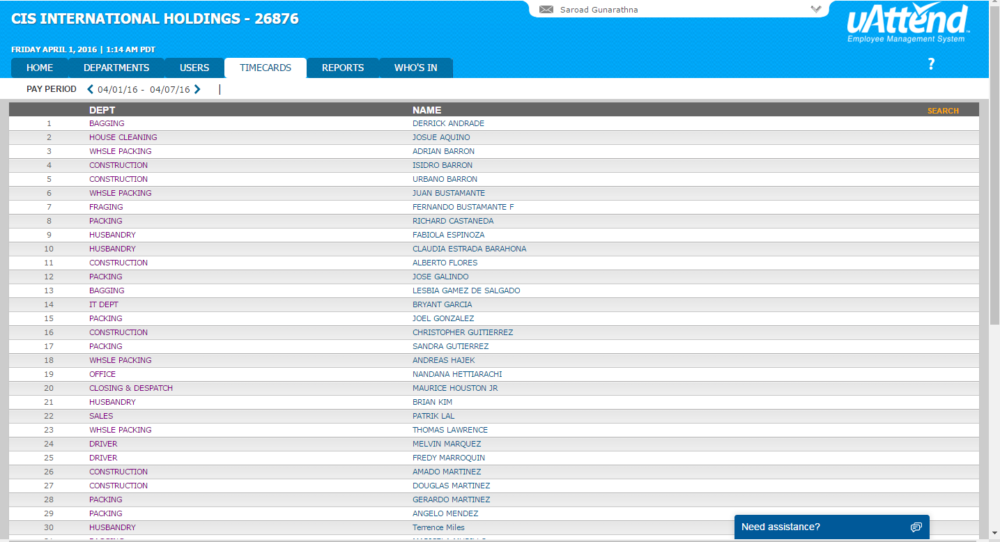 CIS INTERNATIONAL HOLDINGS - 26876
Saroad Gunarathna
uAttend
Employee Management System
FRIDAY APRIL 1, 2016 | 1:14 AM PDT
HOME DEPARTMENTS USERS TIMECARDS REPORTS WHO'S IN ?
PAY PERIOD 04/01/16 - 04/07/16 |
DEPT NAME SEARCH
1 BAGGING DERRICK ANDRADE
2 HOUSE CLEANING JOSUE AQUINO
3 WHSLE PACKING ADRIAN BARRON
4 CONSTRUCTION ISIDRO BARRON
5 CONSTRUCTION URBANO BARRON
6 WHSLE PACKING JUAN BUSTAMANTE
7 FRAGING FERNANDO BUSTAMANTE F
8 PACKING RICHARD CASTANEDA
9 HUSBANDRY FABIOLA ESPINOZA
10 HUSBANDRY CLAUDIA ESTRADA BARAHONA
11 CONSTRUCTION ALBERTO FLORES
12 PACKING JOSE GALINDO
13 BAGGING LESBIA GAMEZ DE SALGADO
14 IT DEPT BRYANT GARCIA
15 PACKING JOEL GONZALEZ
16 CONSTRUCTION CHRISTOPHER GUITIERREZ
17 PACKING SANDRA GUTIERREZ
18 WHSLE PACKING ANDREAS HAJEK
19 OFFICE NANDANA HETTIARACHI
20 CLOSING & DESPATCH MAURICE HOUSTON JR
21 HUSBANDRY BRIAN KIM
22 SALES PATRIK LAL
23 WHSLE PACKING THOMAS LAWRENCE
24 DRIVER MELVIN MARQUEZ
25 DRIVER FREDY MARROQUIN
26 CONSTRUCTION AMADO MARTINEZ
27 CONSTRUCTION DOUGLAS MARTINEZ
28 PACKING GERARDO MARTINEZ
29 PACKING ANGELO MENDEZ
30 HUSBANDRY Terrence Miles
Need assistance?